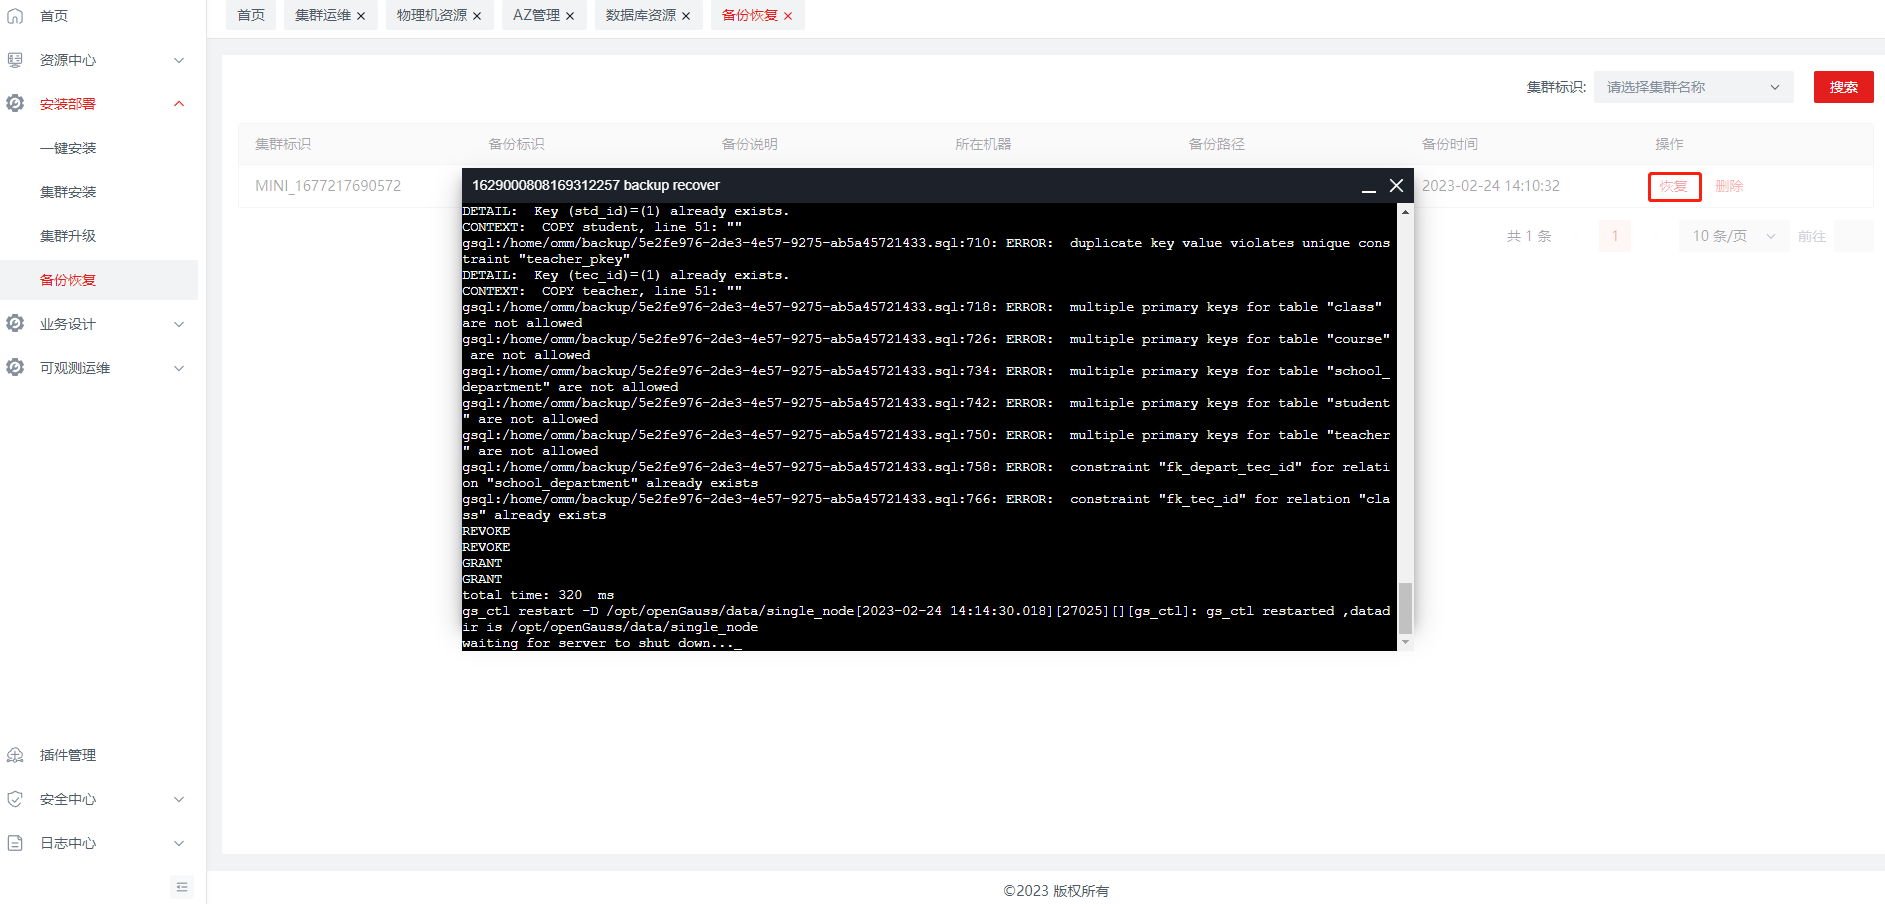 首页
资源中心
安装部署
一键安装
集群安装
集群升级
备份恢复
业务设计
可观测运维
插件管理
安全中心
日志中心
首页 集群运维 物理机资源 AZ管理 数据库资源 备份恢复
集群标识: 请选择集群名称 搜索
集群标识 备份标识 备份说明 所在机器 备份路径 备份时间 操作
MINI_1677217690572 2023-02-24 14:10:32 恢复 删除
共 1 条 1 10 条/页 前往
1629000808169312257 backup recover
DETAIL:  Key (std_id)=(1) already exists.
CONTEXT:  COPY student, line 51: ""
gsql:/home/omm/backup/5e2fe976-2de3-4e57-9275-ab5a45721433.sql:710: ERROR:  duplicate key value violates unique cons
traint "teacher_pkey"
DETAIL:  Key (tec_id)=(1) already exists.
CONTEXT:  COPY teacher, line 51: ""
gsql:/home/omm/backup/5e2fe976-2de3-4e57-9275-ab5a45721433.sql:718: ERROR:  multiple primary keys for table "class"
are not allowed
gsql:/home/omm/backup/5e2fe976-2de3-4e57-9275-ab5a45721433.sql:726: ERROR:  multiple primary keys for table "course"
 are not allowed
gsql:/home/omm/backup/5e2fe976-2de3-4e57-9275-ab5a45721433.sql:734: ERROR:  multiple primary keys for table "school_
department" are not allowed
gsql:/home/omm/backup/5e2fe976-2de3-4e57-9275-ab5a45721433.sql:742: ERROR:  multiple primary keys for table "student
" are not allowed
gsql:/home/omm/backup/5e2fe976-2de3-4e57-9275-ab5a45721433.sql:750: ERROR:  multiple primary keys for table "teacher
" are not allowed
gsql:/home/omm/backup/5e2fe976-2de3-4e57-9275-ab5a45721433.sql:758: ERROR:  constraint "fk_depart_tec_id" for relati
on "school_department" already exists
gsql:/home/omm/backup/5e2fe976-2de3-4e57-9275-ab5a45721433.sql:766: ERROR:  constraint "fk_tec_id" for relation "cla
ss" already exists
REVOKE
REVOKE
GRANT
GRANT
total time: 320  ms
gs_ctl restart -D /opt/openGauss/data/single_node[2023-02-24 14:14:30.018][27025][][gs_ctl]: gs_ctl restarted ,datad
ir is /opt/openGauss/data/single_node
waiting for server to shut down..._
©2023 版权所有